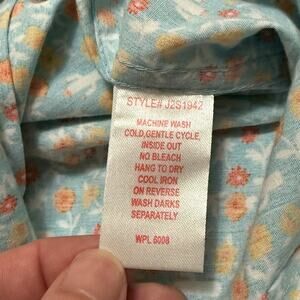 STYLE# J2S1942
MACHINE WASH
COLD,GENTLE CYCLE,
INSIDE OUT
NO BLEACH
HANG TO DRY
COOL IRON
ON REVERSE
WASH DARKS
SEPARATELY
WPL 6008